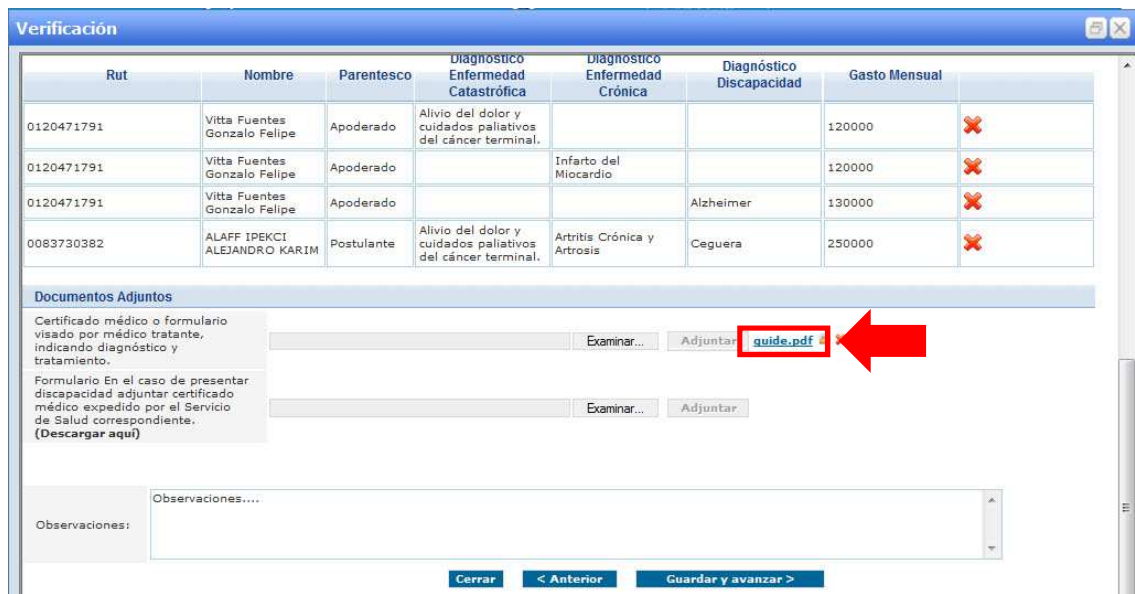 Verificación
Rut Nombre Parentesco Diagnóstico Enfermedad Catastrófica Diagnóstico Enfermedad Crónica Diagnóstico Discapacidad Gasto Mensual
0120471791 Vitta Fuentes Gonzalo Felipe Apoderado Alivio del dolor y cuidados paliativos del cáncer terminal. 120000
0120471791 Vitta Fuentes Gonzalo Felipe Apoderado Infarto del Miocardio 120000
0120471791 Vitta Fuentes Gonzalo Felipe Apoderado Alzheimer 130000
0083730382 ALAFF IPEKCI ALEJANDRO KARIM Postulante Alivio del dolor y cuidados paliativos del cáncer terminal. Artritis Crónica y Artrosis Ceguera 250000
Documentos Adjuntos
Certificado médico o formulario
visado por médico tratante,
indicando diagnóstico y
tratamiento.
Examinar... Adjuntar guide.pdf
Formulario En el caso de presentar
discapacidad adjuntar certificado
médico expedido por el Servicio
de Salud correspondiente.
(Descargar aquí)
Examinar... Adjuntar
Observaciones:
Observaciones....
Cerrar < Anterior Guardar y avanzar >